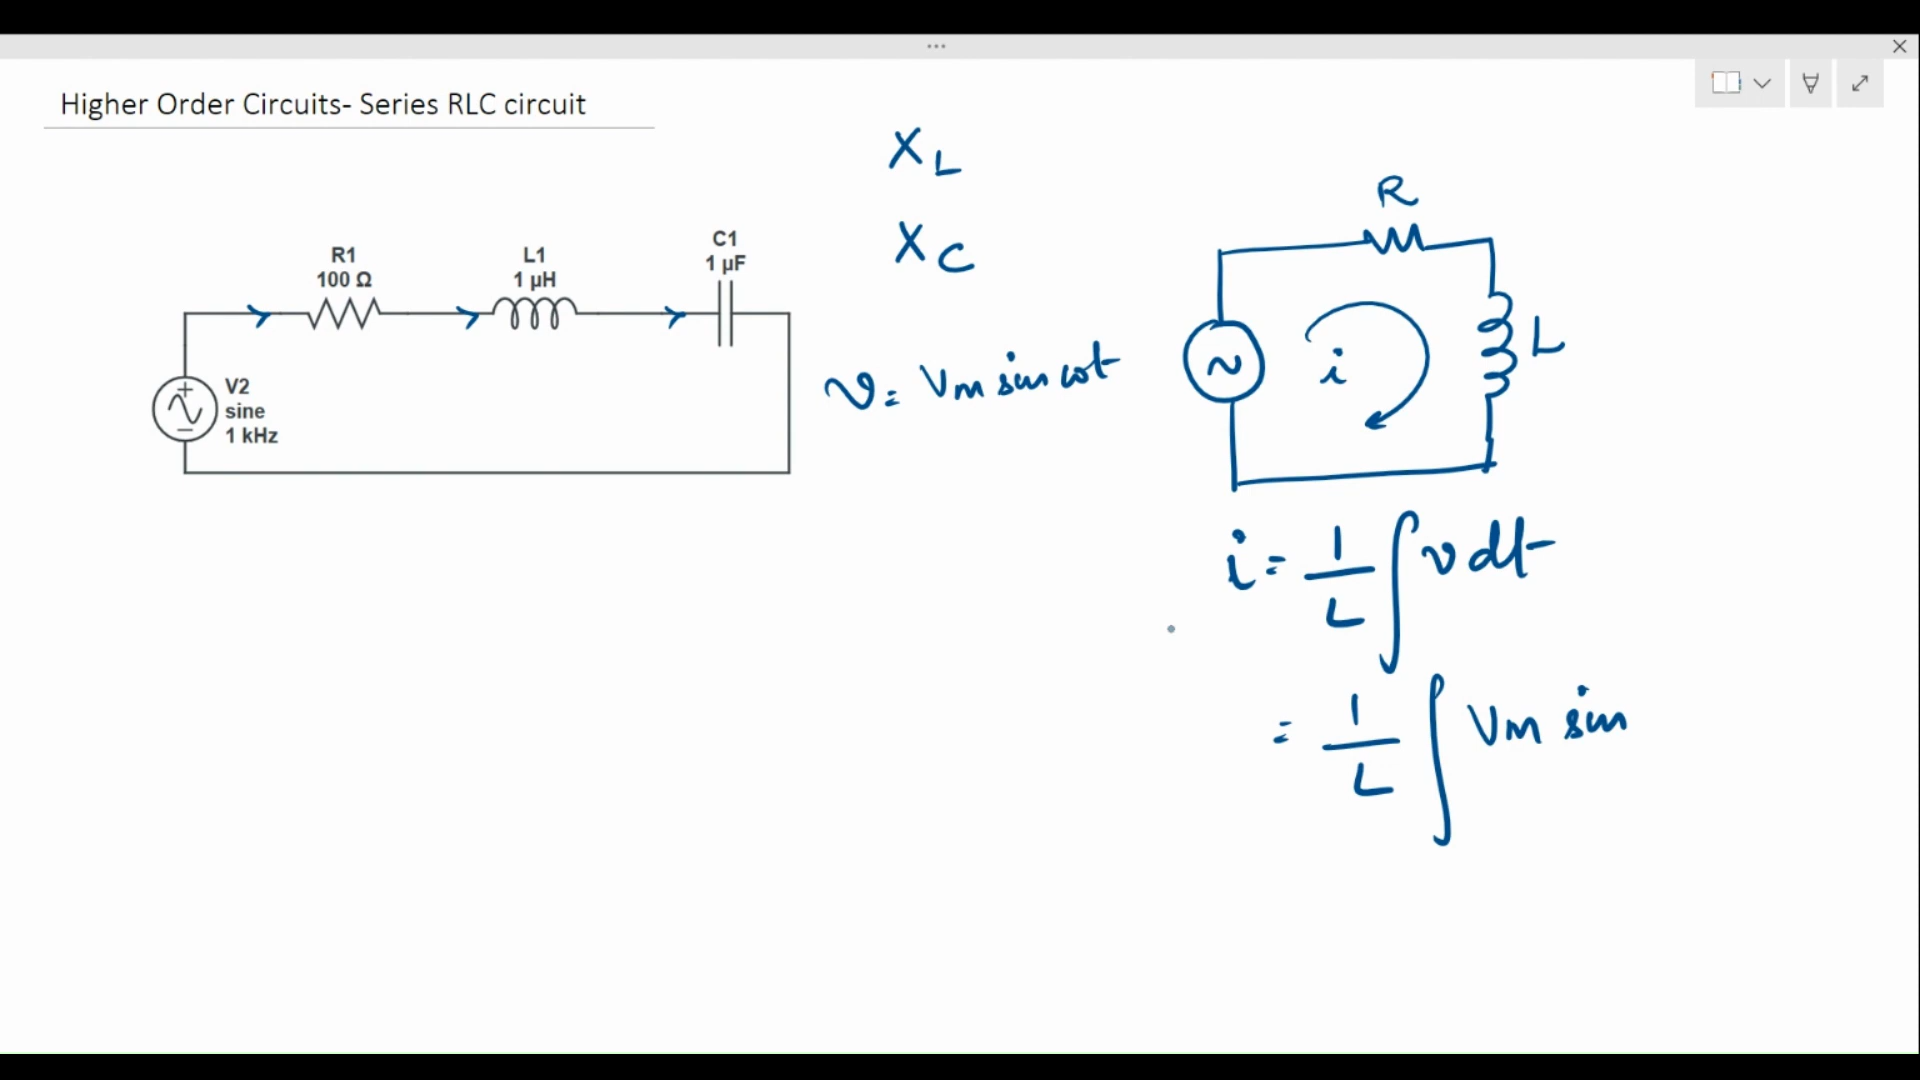 Higher Order Circuits- Series RLC circuit
X_L
X_C
R1
100 Ω
L1
1 µH
C1
1 µF
V2
sine
1 kHz
v = Vm sin ωt
R
L
i
i = 1/L ∫ v dt
= 1/L ∫ Vm sin